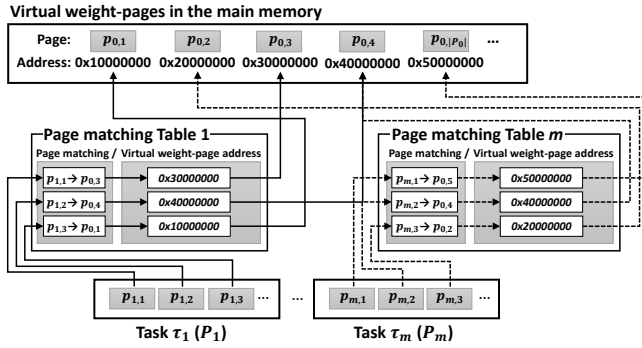 Virtual weight-pages in the main memory
Page: p₀,₁ p₀,₂ p₀,₃ p₀,₄ p₀,|P₀| ...
Address: 0x10000000 0x20000000 0x30000000 0x40000000 0x50000000
Page matching Table 1
Page matching / Virtual weight-page address
p₁,₁→ p₀,₃ 0x30000000
p₁,₂→ p₀,₄ 0x40000000
p₁,₃→ p₀,₁ 0x10000000
Page matching Table m
Page matching / Virtual weight-page address
pₘ,₁→ p₀,₅ 0x50000000
pₘ,₂→ p₀,₄ 0x40000000
pₘ,₃→ p₀,₂ 0x20000000
p₁,₁ p₁,₂ p₁,₃ ... ... pₘ,₁ pₘ,₂ pₘ,₃ ...
Task τ₁ (P₁) Task τₘ (Pₘ)